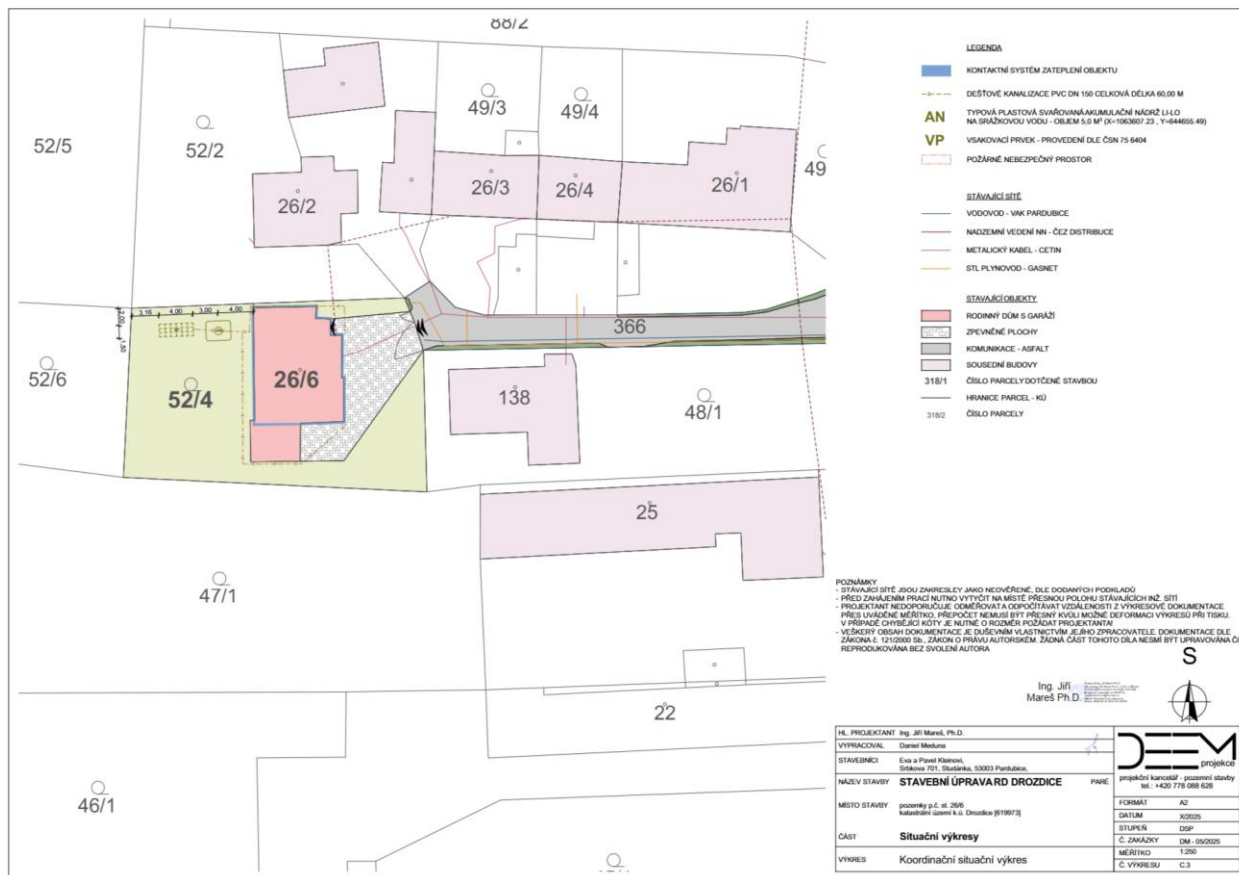 88/2
52/5
52/2
49/3
49/4
49
26/2
26/3
26/4
26/1
3,16
4,00
3,00
4,00
2,00
1,50
366
52/6
52/4
26/6
138
48/1
25
47/1
22
46/1
LEGENDA
KONTAKTNÍ SYSTÉM ZATEPLENÍ OBJEKTU
DEŠŤOVÉ KANALIZACE PVC DN 150 CELKOVÁ DÉLKA 60,00 M
AN TYPOVÁ PLASTOVÁ SVAŘOVANÁ AKUMULAČNÍ NÁDRŽ LI-LO
NA SRÁŽKOVOU VODU - OBJEM 5,0 M³ (X=1063607.23 , Y=644655.49)
VP VSAKOVACÍ PRVEK - PROVEDENÍ DLE ČSN 75 6404
POŽÁRNĚ NEBEZPEČNÝ PROSTOR
STÁVAJÍCÍ SÍTĚ
VODOVOD - VAK PARDUBICE
NADZEMNÍ VEDENÍ NN - ČEZ DISTRIBUCE
METALICKÝ KABEL - CETIN
STL PLYNOVOD - GASNET
STAVAJÍCÍ OBJEKTY
RODINNÝ DŮM S GARÁŽÍ
ZPEVNĚNÉ PLOCHY
KOMUNIKACE - ASFALT
SOUSEDNÍ BUDOVY
318/1 ČÍSLO PARCELY DOTČENÉ STAVBOU
HRANICE PARCEL - KÚ
318/2 ČÍSLO PARCELY
POZNÁMKY
- STÁVAJÍCÍ SÍTĚ JSOU ZAKRESLEY JAKO NEOVĚŘENÉ, DLE DODANÝCH PODKLADŮ
- PŘED ZAHÁJENÍM PRACÍ NUTNO VYTYČIT NA MÍSTĚ PŘESNOU POLOHU STÁVAJÍCÍCH INŽ. SÍTÍ
- PROJEKTANT NEDOPORUČUJE ODMĚŘOVAT A ODPOČÍTÁVAT VZDÁLENOSTI Z VÝKRESOVÉ DOKUMENTACE
PŘES UVÁDĚNÉ MĚŘÍTKO, PŘEPOČET NEMUSÍ BÝT PŘESNÝ KVŮLI MOŽNÉ DEFORMACI VÝKRESŮ PŘI TISKU.
V PŘÍPADĚ CHYBĚJÍCÍ KÓTY JE NUTNÉ O ROZMĚR POŽÁDAT PROJEKTANTA!
- VEŠKERÝ OBSAH DOKUMENTACE JE DUŠEVNÍM VLASTNICTVÍM JEJÍHO ZPRACOVATELE. DOKUMENTACE DLE
ZÁKONA č. 121/2000 Sb., ZÁKON O PRÁVU AUTORSKÉM. ŽÁDNÁ ČÁST TOHOTO DÍLA NESMÍ BÝT UPRAVOVÁNA ČI
REPRODUKOVÁNA BEZ SVOLENÍ AUTORA
S
Ing. Jiří
Mareš Ph.D.
HL. PROJEKTANT Ing. Jiří Mareš, Ph.D.
VYPRACOVAL Daniel Meduna
STAVEBNÍCI Eva a Pavel Kleinovi,
Srbkova 701, Studánka, 53003 Pardubice,
NÁZEV STAVBY STAVEBNÍ ÚPRAVA RD DROZDICE PARÉ
MÍSTO STAVBY pozemky p.č. st. 26/6
katastrální území k.ú. Drozdice [619973]
ČÁST Situační výkresy
VÝKRES Koordinační situační výkres
DEEM
projekce
projekční kancelář - pozemní stavby
tel.: +420 778 088 628
FORMÁT A2
DATUM X/2025
STUPEŇ DSP
Č. ZAKÁZKY DM - 05/2025
MĚŘÍTKO 1:250
Č. VÝKRESU C.3